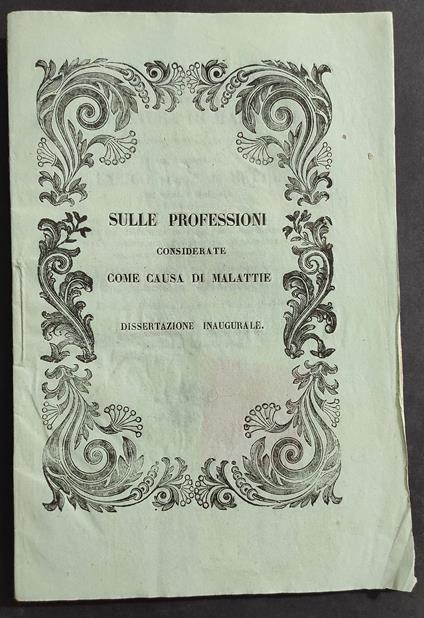 SULLE PROFESSIONI
CONSIDERATE
COME CAUSA DI MALATTIE
DISSERTAZIONE INAUGURALE.